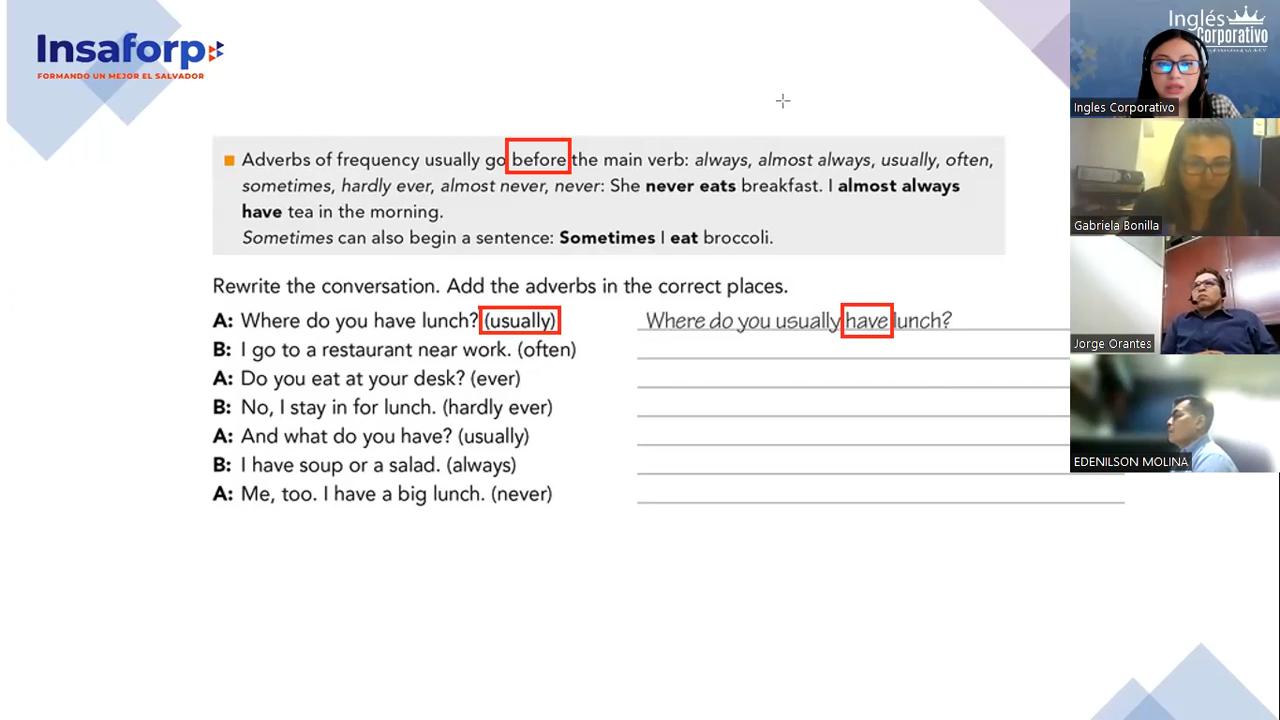 Insaforp
FORMANDO UN MEJOR EL SALVADOR
Adverbs of frequency usually go before the main verb: always, almost always, usually, often,
sometimes, hardly ever, almost never, never: She never eats breakfast. I almost always
have tea in the morning.
Sometimes can also begin a sentence: Sometimes I eat broccoli.
Rewrite the conversation. Add the adverbs in the correct places.
A: Where do you have lunch? (usually) Where do you usually have lunch?
B: I go to a restaurant near work. (often)
A: Do you eat at your desk? (ever)
B: No, I stay in for lunch. (hardly ever)
A: And what do you have? (usually)
B: I have soup or a salad. (always)
A: Me, too. I have a big lunch. (never)
Inglés
Corporativo
Ingles Corporativo
Gabriela Bonilla
Jorge Orantes
EDENILSON MOLINA